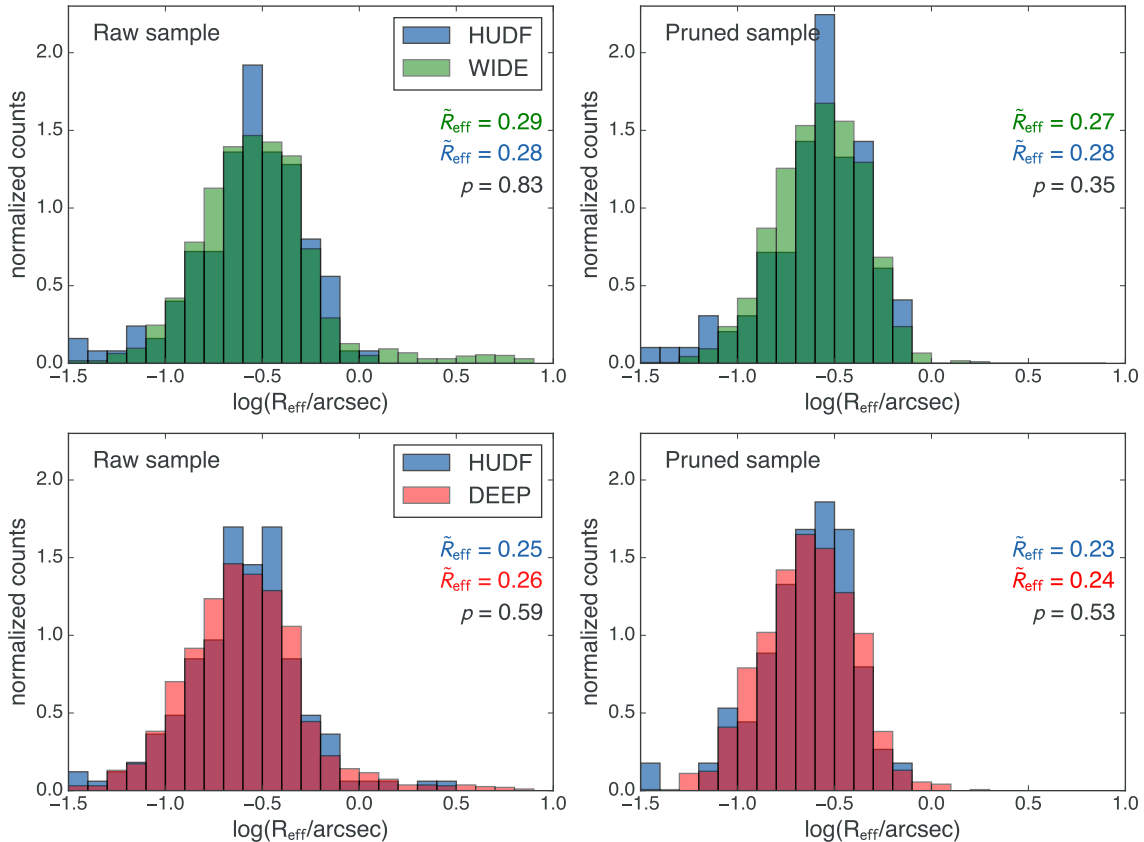 Raw sample
HUDF
WIDE
R̃eff = 0.29
R̃eff = 0.28
p = 0.83
normalized counts
2.0
1.5
1.0
0.5
0.0
−1.5 −1.0 −0.5 0.0 0.5 1.0
log(Reff/arcsec)
Pruned sample
R̃eff = 0.27
R̃eff = 0.28
p = 0.35
normalized counts
2.0
1.5
1.0
0.5
0.0
−1.5 −1.0 −0.5 0.0 0.5 1.0
log(Reff/arcsec)
Raw sample
HUDF
DEEP
R̃eff = 0.25
R̃eff = 0.26
p = 0.59
normalized counts
2.0
1.5
1.0
0.5
0.0
−1.5 −1.0 −0.5 0.0 0.5 1.0
log(Reff/arcsec)
Pruned sample
R̃eff = 0.23
R̃eff = 0.24
p = 0.53
normalized counts
2.0
1.5
1.0
0.5
0.0
−1.5 −1.0 −0.5 0.0 0.5 1.0
log(Reff/arcsec)